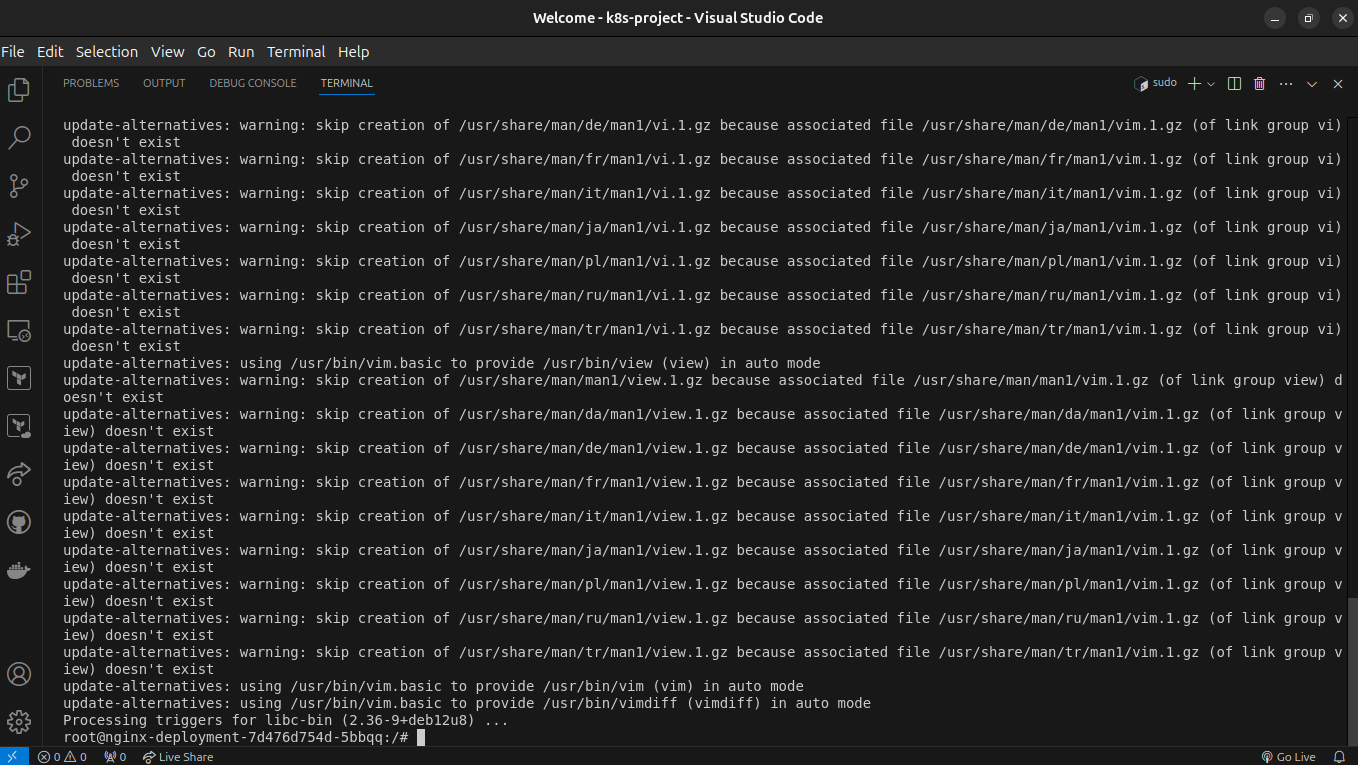 Welcome - k8s-project - Visual Studio Code
File Edit Selection View Go Run Terminal Help
PROBLEMS OUTPUT DEBUG CONSOLE TERMINAL
sudo
update-alternatives: warning: skip creation of /usr/share/man/de/man1/vi.1.gz because associated file /usr/share/man/de/man1/vim.1.gz (of link group vi)
doesn't exist
update-alternatives: warning: skip creation of /usr/share/man/fr/man1/vi.1.gz because associated file /usr/share/man/fr/man1/vim.1.gz (of link group vi)
doesn't exist
update-alternatives: warning: skip creation of /usr/share/man/it/man1/vi.1.gz because associated file /usr/share/man/it/man1/vim.1.gz (of link group vi)
doesn't exist
update-alternatives: warning: skip creation of /usr/share/man/ja/man1/vi.1.gz because associated file /usr/share/man/ja/man1/vim.1.gz (of link group vi)
doesn't exist
update-alternatives: warning: skip creation of /usr/share/man/pl/man1/vi.1.gz because associated file /usr/share/man/pl/man1/vim.1.gz (of link group vi)
doesn't exist
update-alternatives: warning: skip creation of /usr/share/man/ru/man1/vi.1.gz because associated file /usr/share/man/ru/man1/vim.1.gz (of link group vi)
doesn't exist
update-alternatives: warning: skip creation of /usr/share/man/tr/man1/vi.1.gz because associated file /usr/share/man/tr/man1/vim.1.gz (of link group vi)
doesn't exist
update-alternatives: using /usr/bin/vim.basic to provide /usr/bin/view (view) in auto mode
update-alternatives: warning: skip creation of /usr/share/man/man1/view.1.gz because associated file /usr/share/man/man1/vim.1.gz (of link group view) d
oesn't exist
update-alternatives: warning: skip creation of /usr/share/man/da/man1/view.1.gz because associated file /usr/share/man/da/man1/vim.1.gz (of link group v
iew) doesn't exist
update-alternatives: warning: skip creation of /usr/share/man/de/man1/view.1.gz because associated file /usr/share/man/de/man1/vim.1.gz (of link group v
iew) doesn't exist
update-alternatives: warning: skip creation of /usr/share/man/fr/man1/view.1.gz because associated file /usr/share/man/fr/man1/vim.1.gz (of link group v
iew) doesn't exist
update-alternatives: warning: skip creation of /usr/share/man/it/man1/view.1.gz because associated file /usr/share/man/it/man1/vim.1.gz (of link group v
iew) doesn't exist
update-alternatives: warning: skip creation of /usr/share/man/ja/man1/view.1.gz because associated file /usr/share/man/ja/man1/vim.1.gz (of link group v
iew) doesn't exist
update-alternatives: warning: skip creation of /usr/share/man/pl/man1/view.1.gz because associated file /usr/share/man/pl/man1/vim.1.gz (of link group v
iew) doesn't exist
update-alternatives: warning: skip creation of /usr/share/man/ru/man1/view.1.gz because associated file /usr/share/man/ru/man1/vim.1.gz (of link group v
iew) doesn't exist
update-alternatives: warning: skip creation of /usr/share/man/tr/man1/view.1.gz because associated file /usr/share/man/tr/man1/vim.1.gz (of link group v
iew) doesn't exist
update-alternatives: using /usr/bin/vim.basic to provide /usr/bin/vim (vim) in auto mode
update-alternatives: using /usr/bin/vim.basic to provide /usr/bin/vimdiff (vimdiff) in auto mode
Processing triggers for libc-bin (2.36-9+deb12u8) ...
root@nginx-deployment-7d476d754d-5bbqq:/#
0 0 0 Live Share Go Live